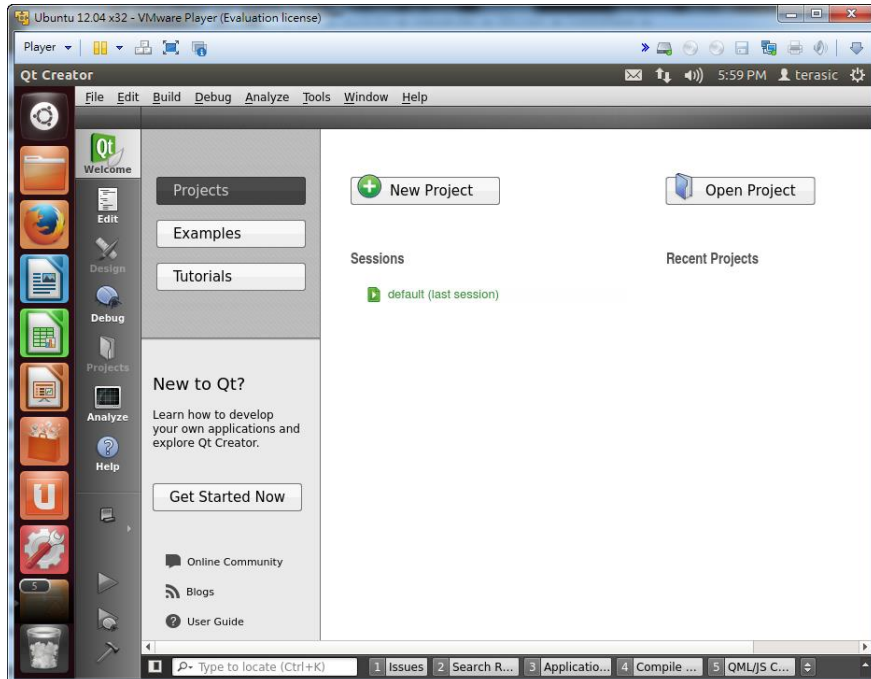 Ubuntu 12.04 x32 - VMware Player (Evaluation license)
Player
Qt Creator
5:59 PM terasic
File Edit Build Debug Analyze Tools Window Help
Qt
Welcome
Edit
Design
Debug
Projects
Analyze
Help
Projects
Examples
Tutorials
New to Qt?
Learn how to develop
your own applications and
explore Qt Creator.
Get Started Now
Online Community
Blogs
User Guide
New Project
Open Project
Sessions
Recent Projects
default (last session)
5
Type to locate (Ctrl+K)
1 Issues 2 Search R... 3 Applicatio... 4 Compile ... 5 QML/JS C...